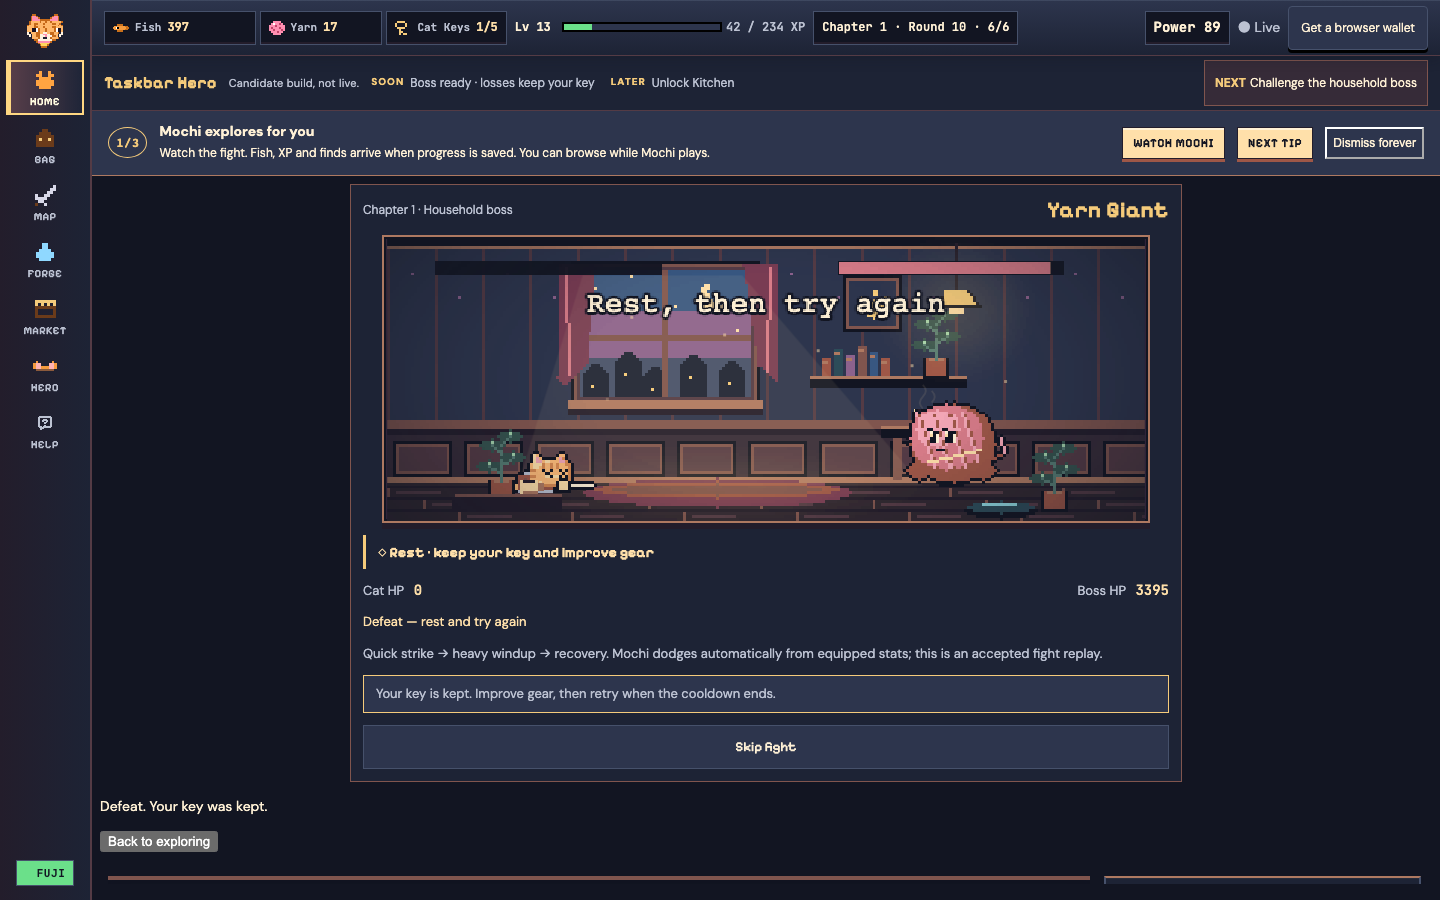 Fish 397
Yarn 17
Cat Keys 1/5
Lv 13
42 / 234 XP
Chapter 1 · Round 10 · 6/6
Power 89
Live
Get a browser wallet
HOME
BAG
MAP
FORGE
MARKET
HERO
HELP
FUJI
Taskbar Hero
Candidate build, not live.
SOON Boss ready · losses keep your key
LATER Unlock Kitchen
NEXT Challenge the household boss
1/3
Mochi explores for you
Watch the fight. Fish, XP and finds arrive when progress is saved. You can browse while Mochi plays.
WATCH MOCHI
NEXT TIP
Dismiss forever
Chapter 1 · Household boss
Yarn Giant
Rest, then try again
◇ Rest · keep your key and improve gear
Cat HP 0
Boss HP 3395
Defeat — rest and try again
Quick strike → heavy windup → recovery. Mochi dodges automatically from equipped stats; this is an accepted fight replay.
Your key is kept. Improve gear, then retry when the cooldown ends.
Skip fight
Defeat. Your key was kept.
Back to exploring